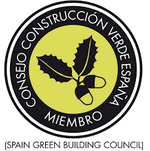 CONSEJO CONSTRUCCIÓN VERDE ESPAÑA
MIEMBRO
(SPAIN GREEN BUILDING COUNCIL)